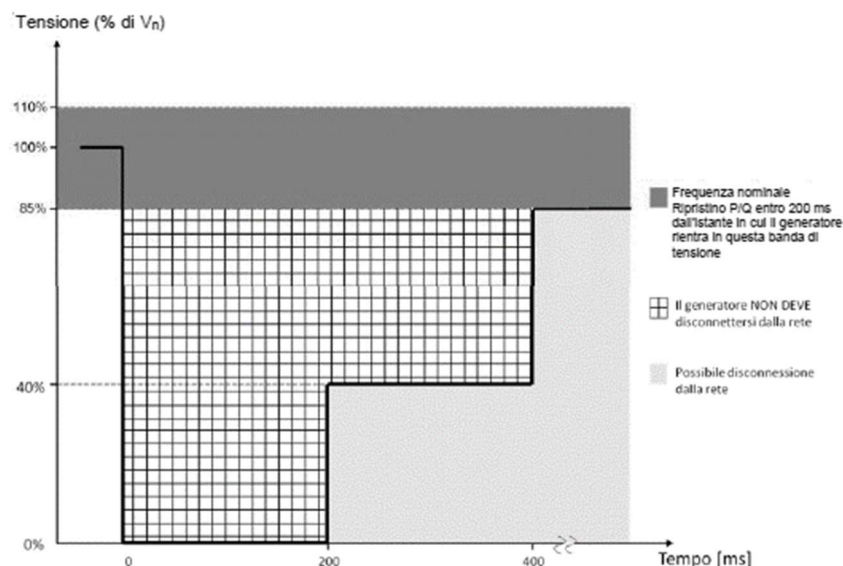 Tensione (% di Vn)
110%
100%
85%
40%
0%
0
200
400
Tempo [ms]
Frequenza nominale
Ripristino P/Q entro 200 ms
dall'istante in cui il generatore
rientra in questa banda di
tensione
Il generatore NON DEVE
disconnettersi dalla rete
Possibile disconnessione
dalla rete